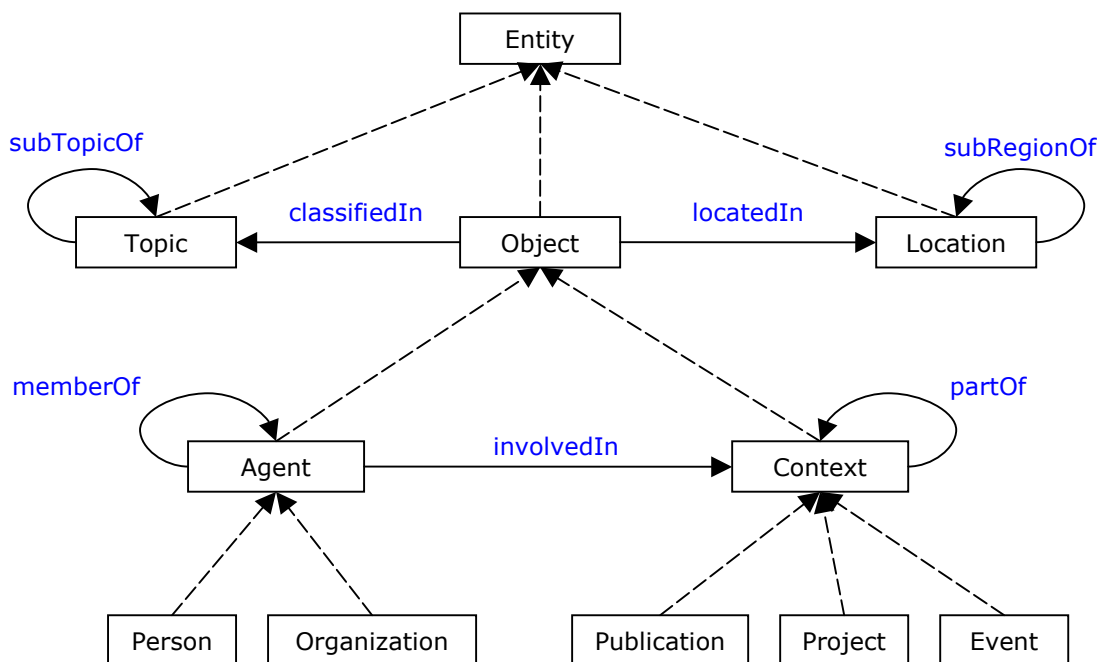 Entity
subTopicOf
subRegionOf
classifiedIn
locatedIn
Topic
Object
Location
memberOf
partOf
involvedIn
Agent
Context
Person
Organization
Publication
Project
Event